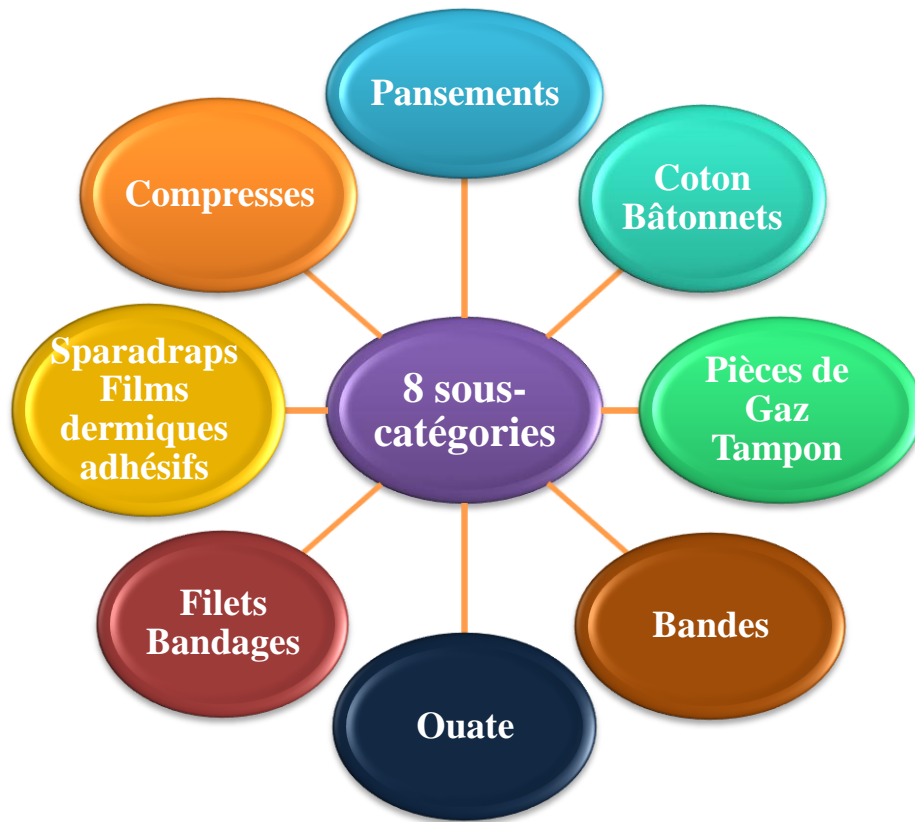 Pansements
Coton
Bâtonnets
Pièces de
Gaz
Tampon
Bandes
Ouate
Filets
Bandages
Sparadraps
Films
dermiques
adhésifs
Compresses
8 sous-
catégories